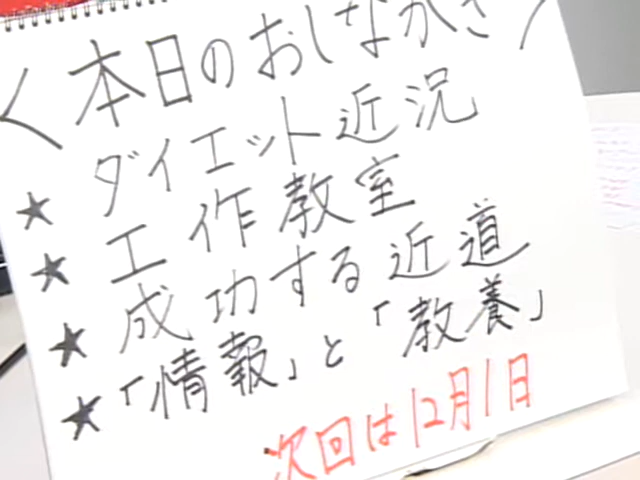 <本日のおしながき>
★ ダイエット近況
★ 工作教室
★ 成功する近道
★ 「情報」と「教養」
次回は12月1日